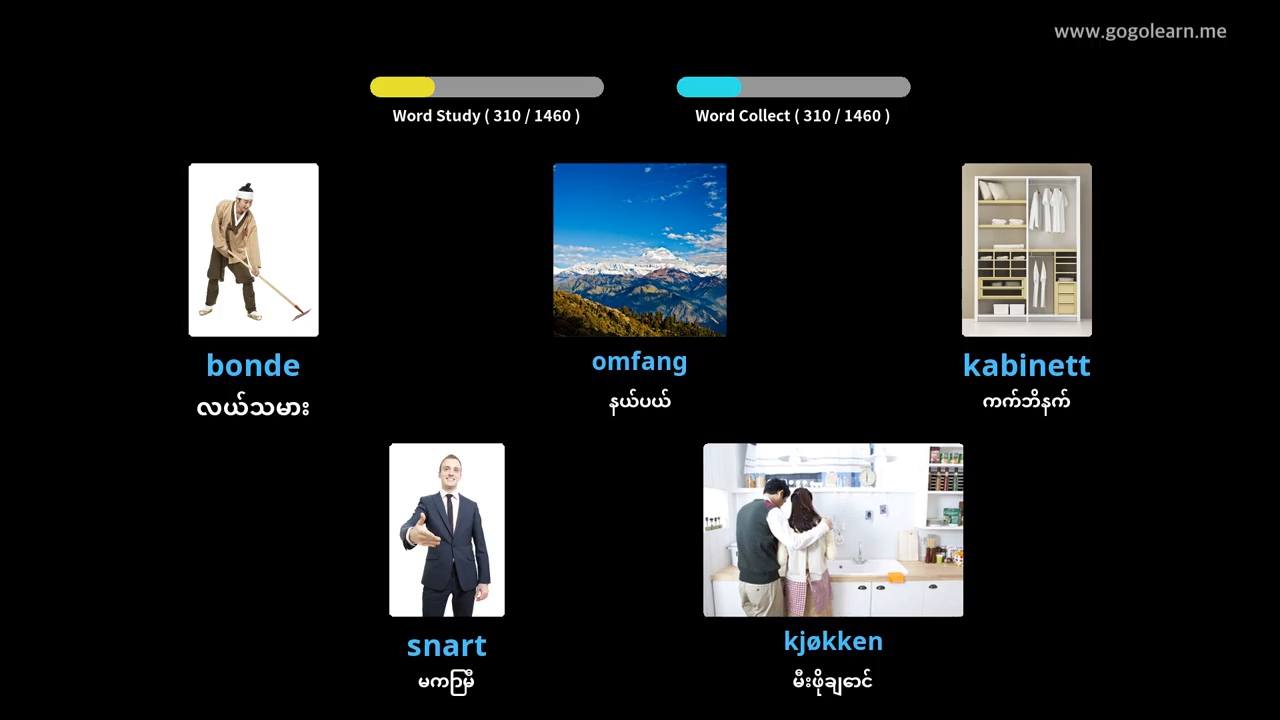 www.gogolearn.me
Word Study ( 310 / 1460 )
Word Collect ( 310 / 1460 )
bonde
လယ်သမား
omfang
နယ်ပယ်
kabinett
ကက်ဘိနက်
snart
မကြာမီ
kjøkken
မီးဖိုချောင်